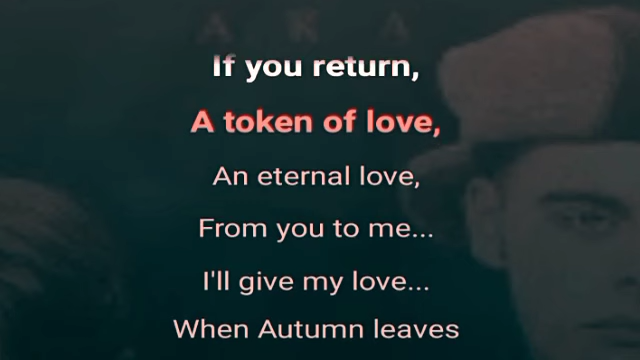 A K A
If you return,
A token of love,
An eternal love,
From you to me...
I'll give my love...
When Autumn leaves